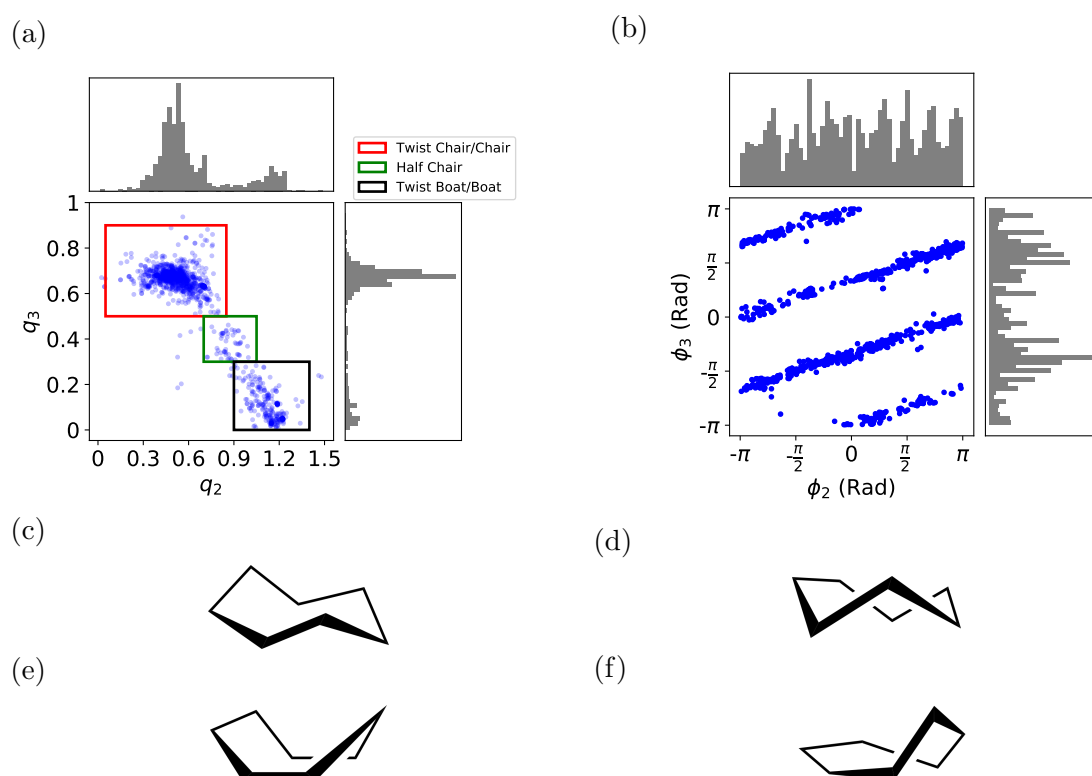 (a)
Twist Chair/Chair
Half Chair
Twist Boat/Boat
1
0.8
0.6
0.4
0.2
0
q₃
0 0.3 0.6 0.9 1.2 1.5
q₂
(b)
π
π/2
0
-π/2
-π
ϕ₃ (Rad)
-π -π/2 0 π/2 π
ϕ₂ (Rad)
(c)
(d)
(e)
(f)